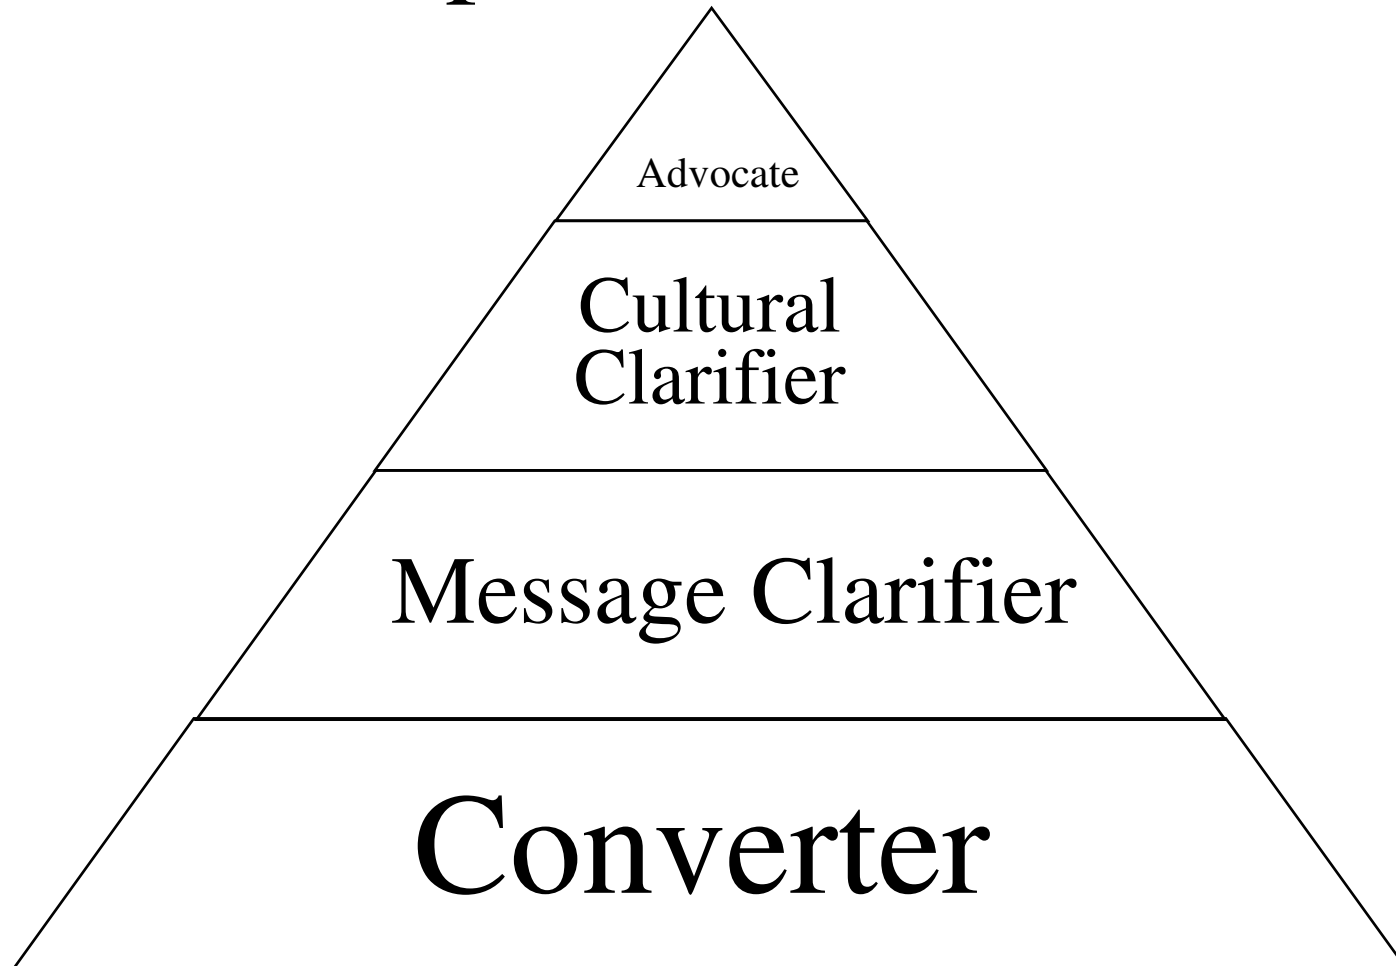 Advocate
Cultural
Clarifier
Message Clarifier
Converter